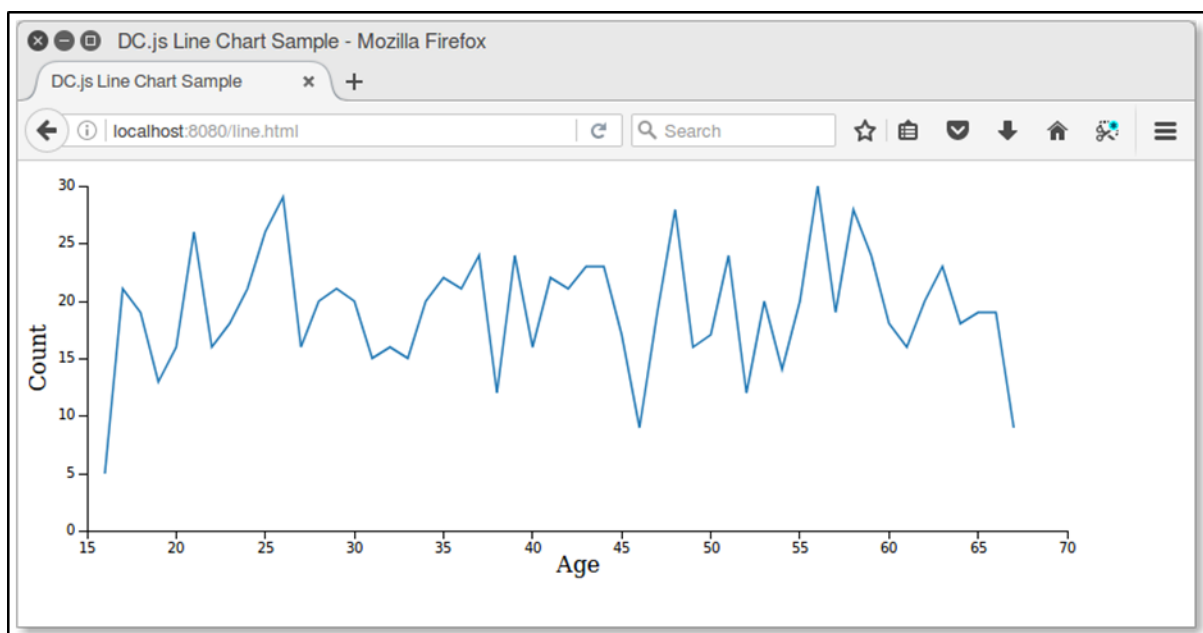 DC.js Line Chart Sample - Mozilla Firefox
DC.js Line Chart Sample
localhost:8080/line.html
Search
30
25
20
15
10
5
0
Count
15 20 25 30 35 40 45 50 55 60 65 70
Age